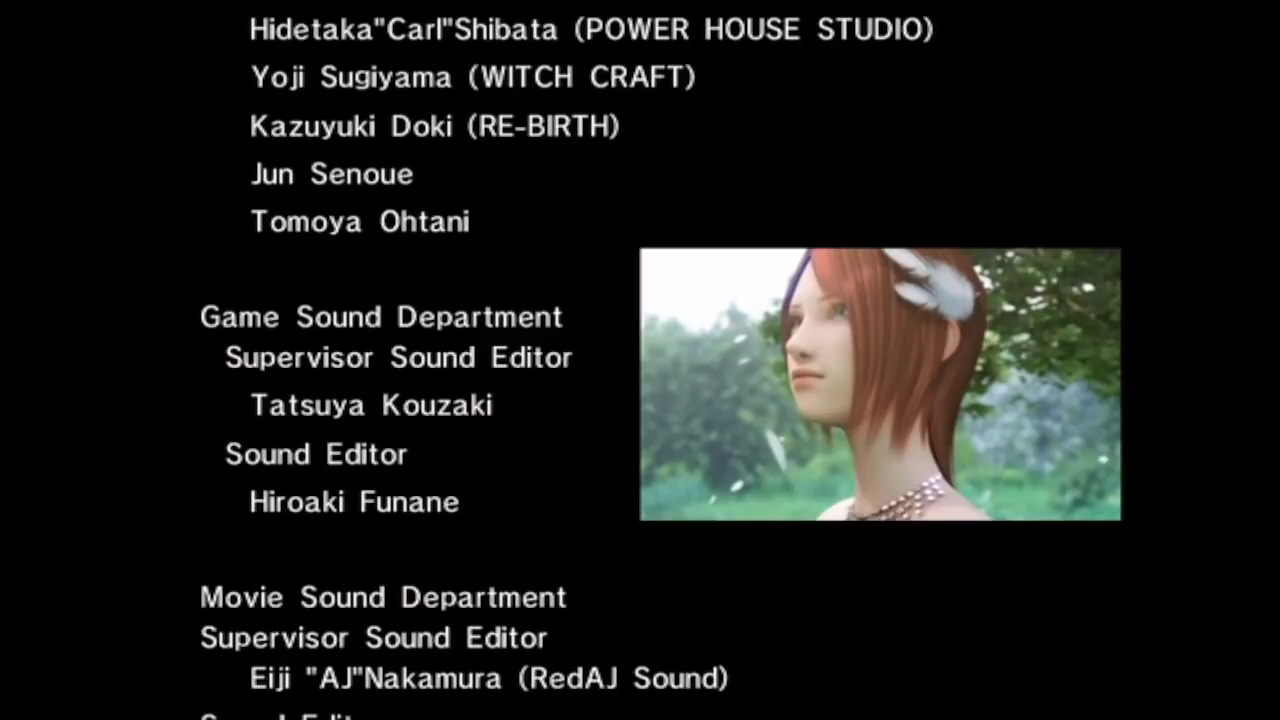 Hidetaka"Carl"Shibata (POWER HOUSE STUDIO)
Yoji Sugiyama (WITCH CRAFT)
Kazuyuki Doki (RE-BIRTH)
Jun Senoue
Tomoya Ohtani
Game Sound Department
Supervisor Sound Editor
Tatsuya Kouzaki
Sound Editor
Hiroaki Funane
Movie Sound Department
Supervisor Sound Editor
Eiji "AJ"Nakamura (RedAJ Sound)